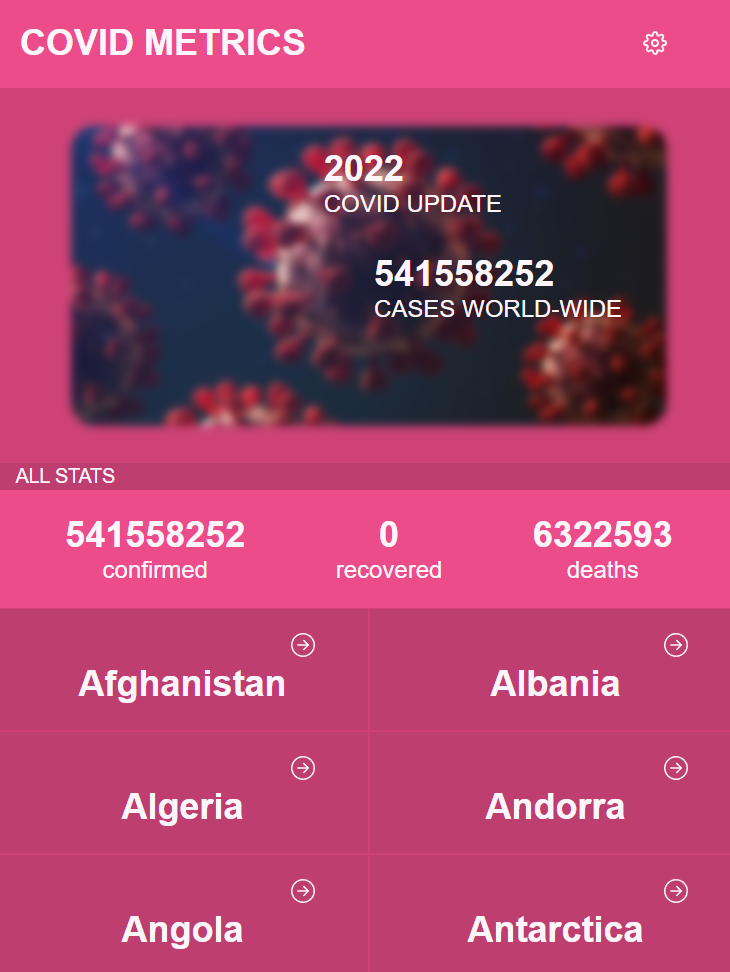 COVID METRICS
2022
COVID UPDATE
541558252
CASES WORLD-WIDE
ALL STATS
541558252 0 6322593
confirmed recovered deaths
Afghanistan Albania
Algeria Andorra
Angola Antarctica